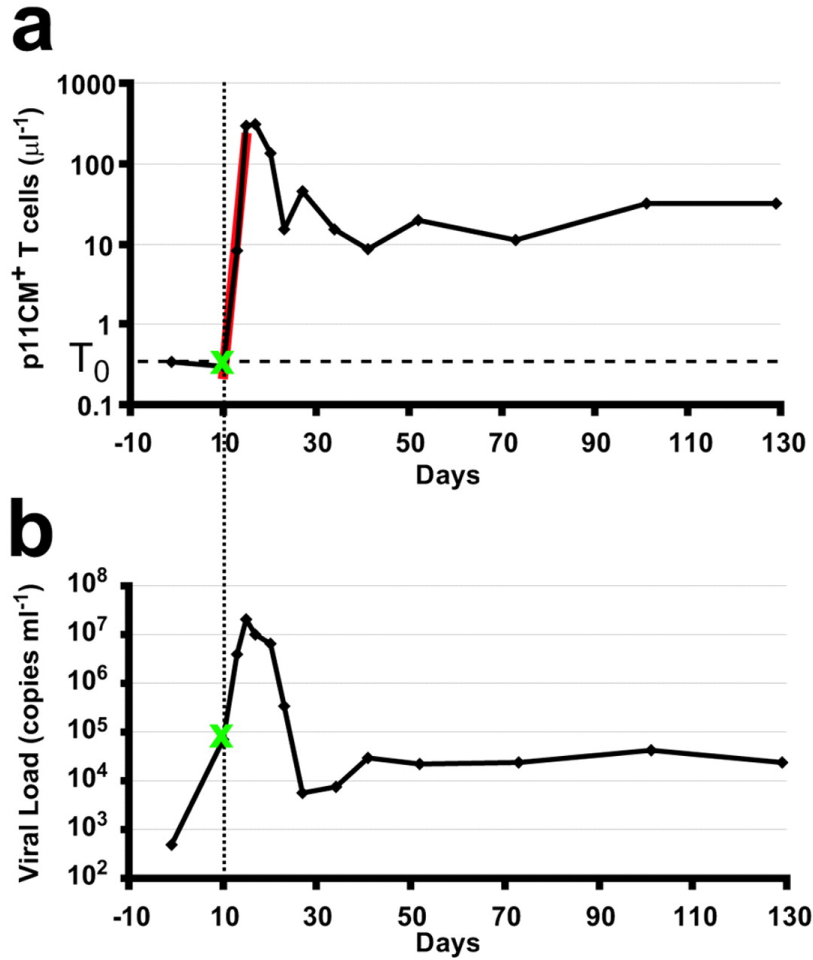 a
p11CM⁺ T cells (μl⁻¹)
1000
100
10
1
T₀
0.1
-10 10 30 50 70 90 110 130
Days
b
Viral Load (copies ml⁻¹)
10⁸
10⁷
10⁶
10⁵
10⁴
10³
10²
-10 10 30 50 70 90 110 130
Days